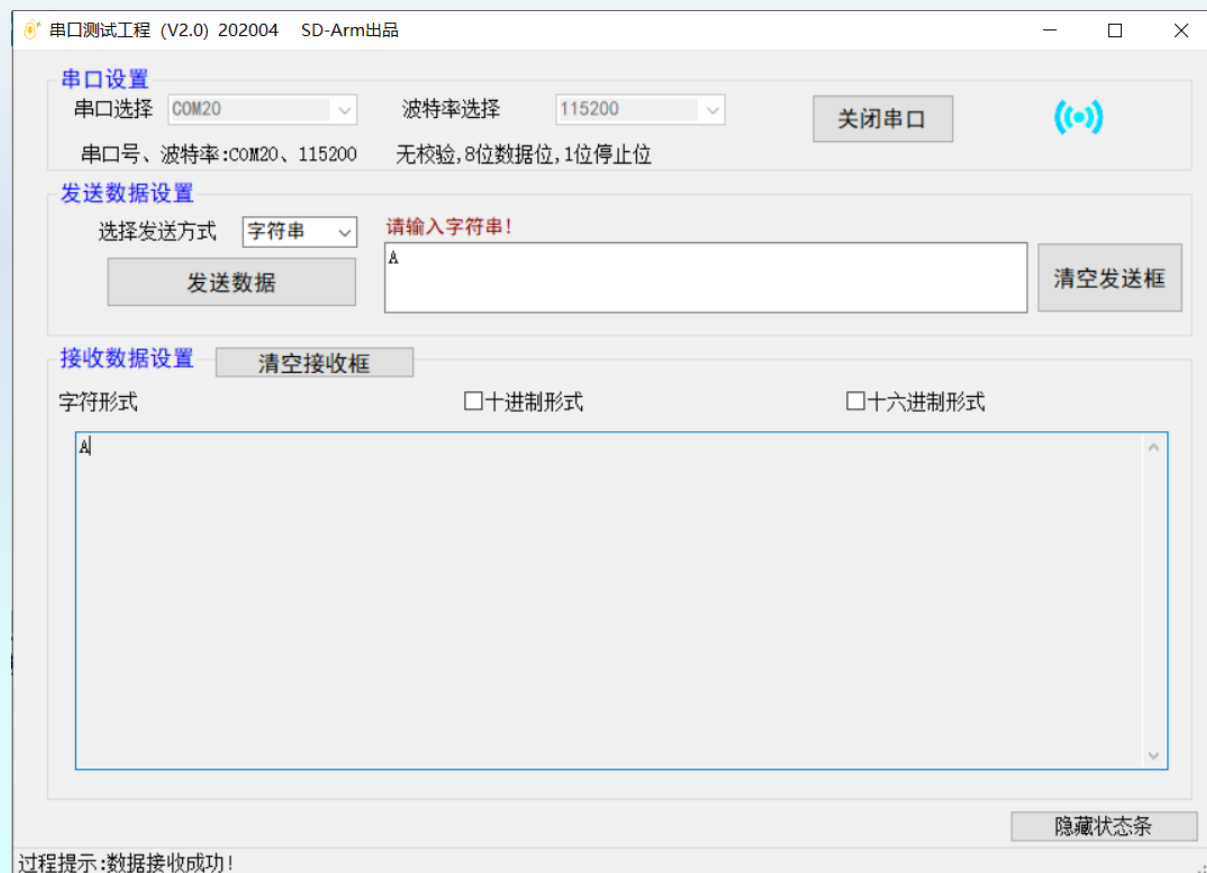 串口测试工程 (V2.0) 202004 SD-Arm出品
串口设置
串口选择 COM20 波特率选择 115200 关闭串口
串口号、波特率:COM20、115200 无校验,8位数据位,1位停止位
发送数据设置
选择发送方式 字符串 请输入字符串!
A
发送数据 清空发送框
接收数据设置 清空接收框
字符形式 十进制形式 十六进制形式
A
隐藏状态条
过程提示:数据接收成功!